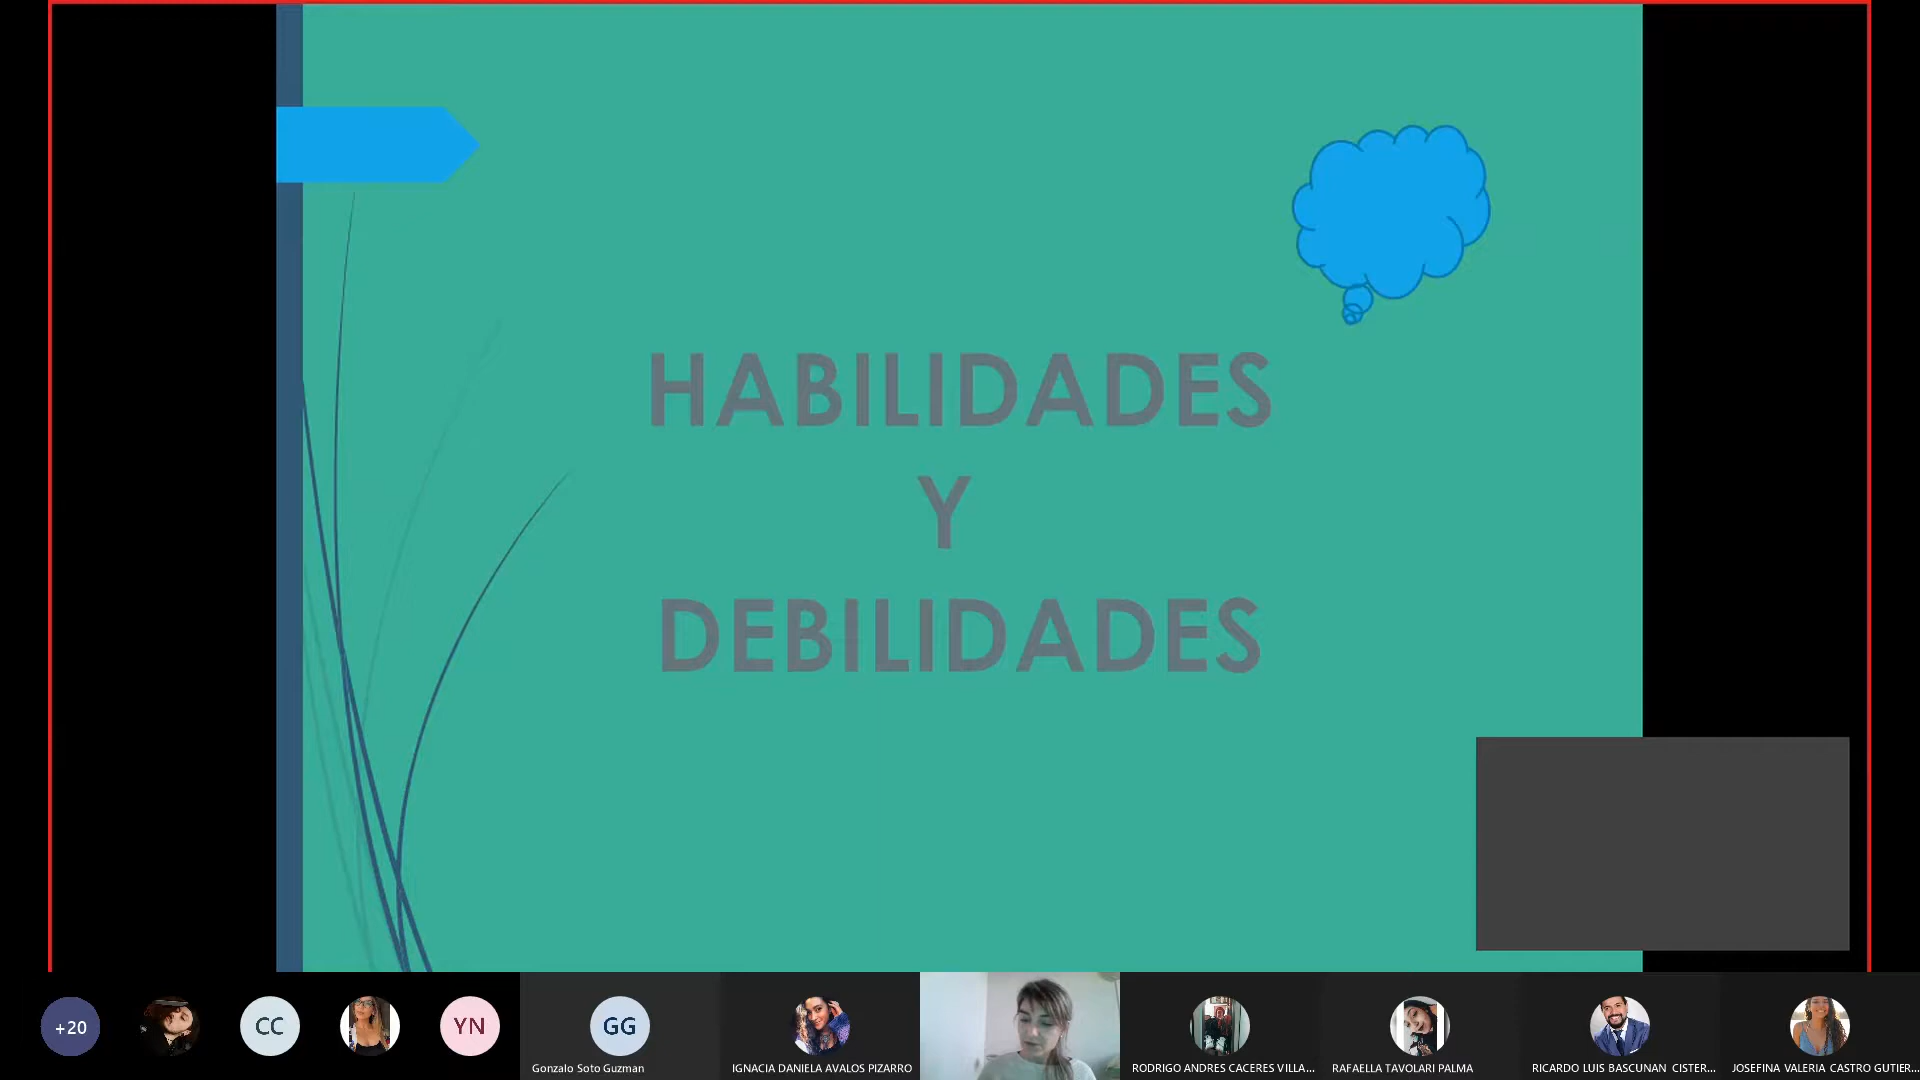 HABILIDADES
Y
DEBILIDADES
+20
CC
YN
GG
Gonzalo Soto Guzman
IGNACIA DANIELA AVALOS PIZARRO
RODRIGO ANDRES CACERES VILLA...
RAFAELLA TAVOLARI PALMA
RICARDO LUIS BASCUNAN CISTER...
JOSEFINA VALERIA CASTRO GUTIER...